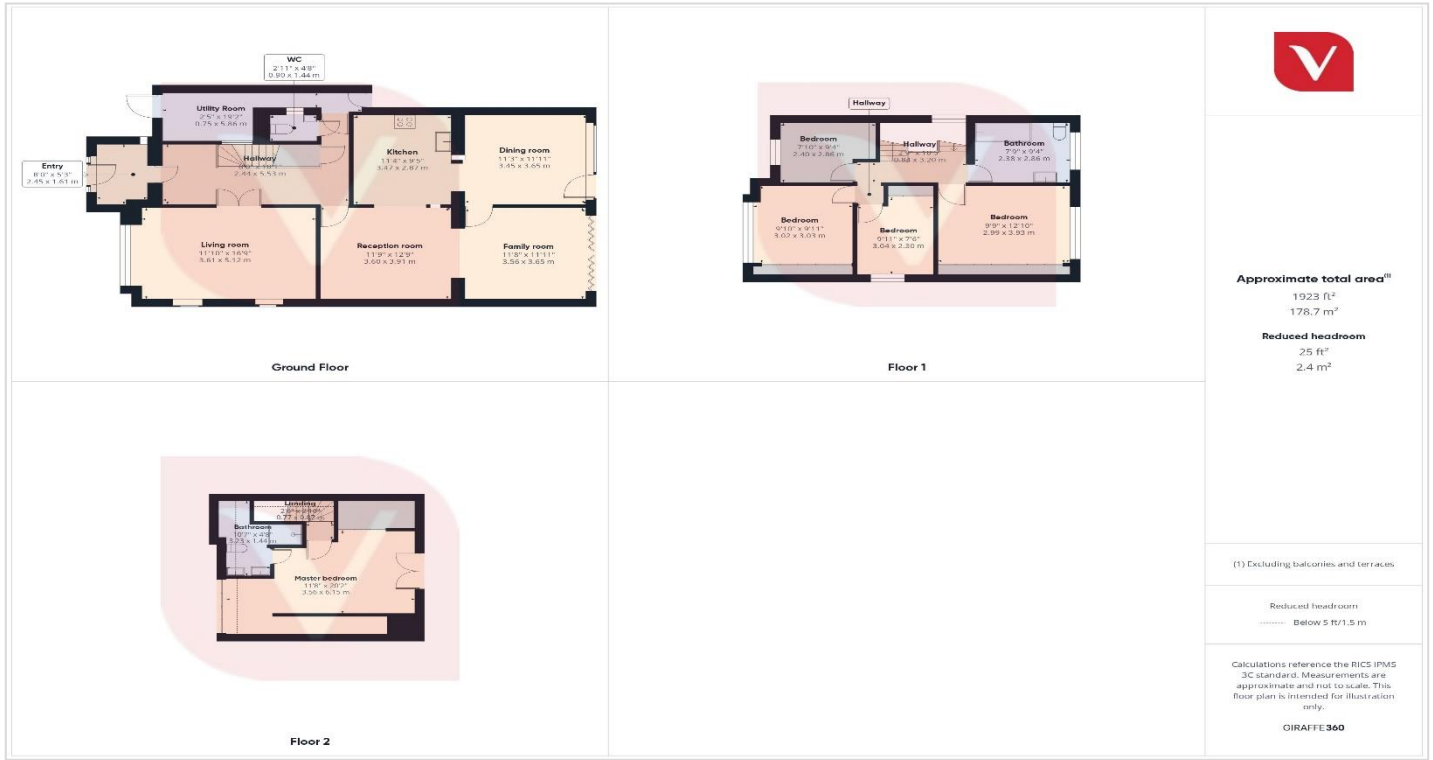 WC
2'11" x 4'8"
0.90 x 1.44 m
Utility Room
2'5" x 19'2"
0.75 x 5.86 m
Entry
8'0" x 5'3"
2.45 x 1.61 m
Hallway
2.44 x 5.53 m
Kitchen
11'4" x 9'5"
3.47 x 2.87 m
Dining room
11'3" x 11'11"
3.45 x 3.65 m
Living room
11'10" x 16'9"
3.61 x 5.12 m
Reception room
11'9" x 12'9"
3.60 x 3.91 m
Family room
11'8" x 11'11"
3.56 x 3.65 m
Ground Floor
Hallway
Bedroom
7'10" x 9'4"
2.40 x 2.86 m
Hallway
0.88 x 3.20 m
Bathroom
7'9" x 9'4"
2.38 x 2.86 m
Bedroom
9'10" x 9'11"
3.02 x 3.03 m
Bedroom
9'11" x 7'6"
3.04 x 2.30 m
Bedroom
9'9" x 12'10"
2.99 x 3.93 m
Floor 1
Landing
Bathroom
10'7" x 4'8"
3.23 x 1.44 m
Master bedroom
11'8" x 20'2"
3.56 x 6.15 m
Floor 2
V
Approximate total area(1)
1923 ft²
178.7 m²
Reduced headroom
25 ft²
2.4 m²
(1) Excluding balconies and terraces
Reduced headroom
Below 5 ft/1.5 m
Calculations reference the RICS IPMS
3C standard. Measurements are
approximate and not to scale. This
floor plan is intended for illustration
only.
GIRAFFE360